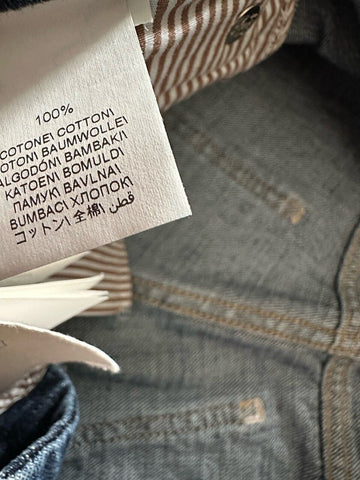 100%
COTONE\ COTTON\
COTON\ BAUMWOLLE\
ALGODÓN\ BAMBAKI\
KATOEN\ BOMULD\
ПАМУК\ BAVLNA\
BUMBAC\ ХЛОПОК\
コットン\ 全棉\ قطن\